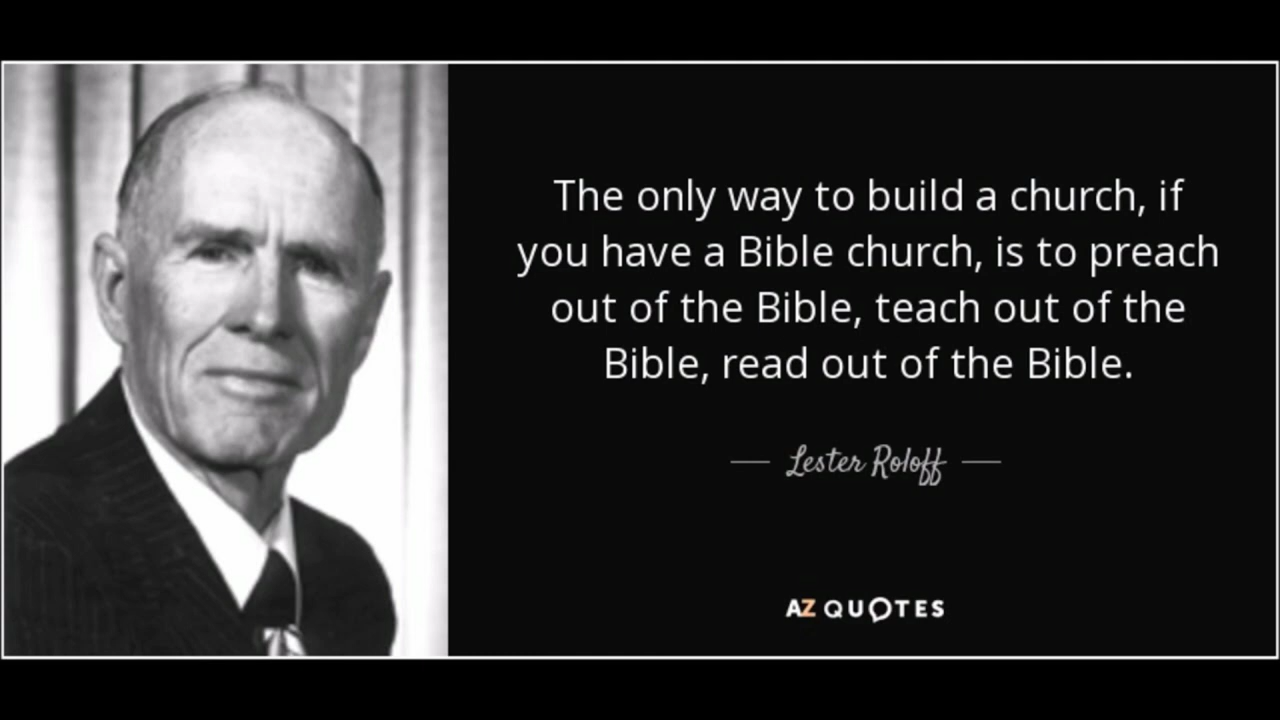 The only way to build a church, if
you have a Bible church, is to preach
out of the Bible, teach out of the
Bible, read out of the Bible.
Lester Roloff
AZ QUOTES